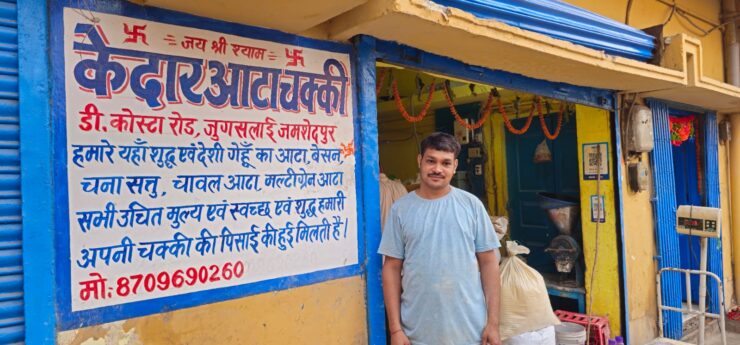 卐 = जय श्री श्याम = 卐
केदार आटा चक्की
डी. कोस्टा रोड, जुगसलाई जमशेदपुर
हमारे यहाँ शुद्ध एवं देशी गेहूँ का आटा, बेसन,
चना सत्तु, चावल आटा, मल्टीग्रेन आटा
सभी उचित मुल्य एवं स्वच्छ एवं शुद्ध हमारी
अपनी चक्की की पिसाई की हुई मिलती है।
मो: 8709690260